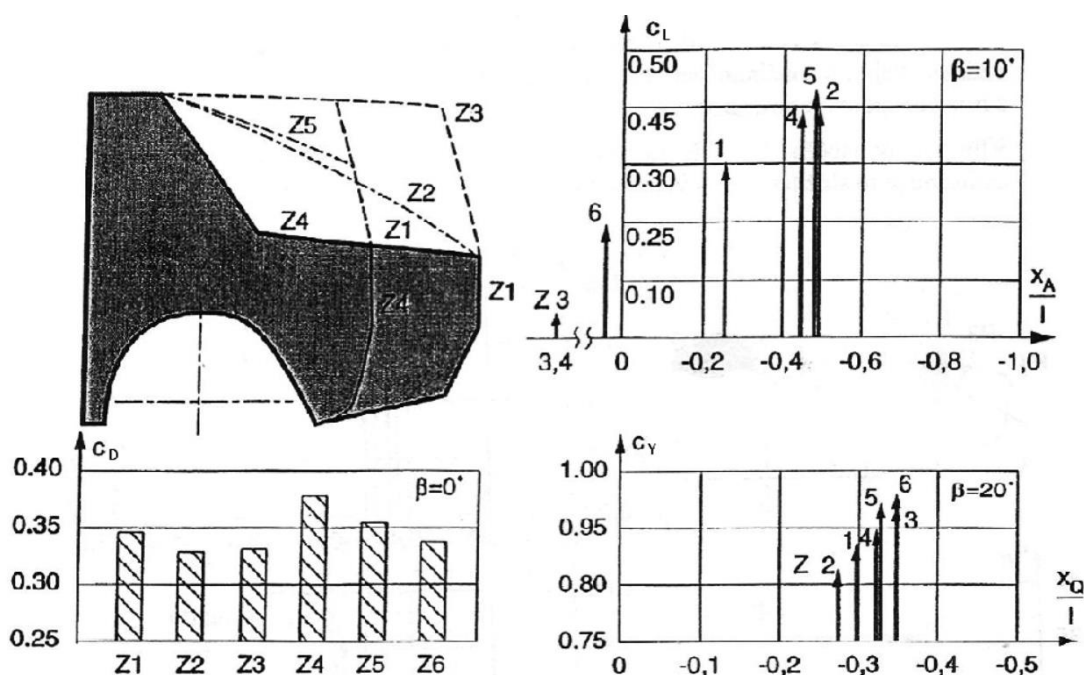 Z5
Z3
Z2
Z4
Z1
Z4
Z1
c_L
β=10°
0.50
0.45
0.30
0.25
0.10
5
2
4
1
6
Z 3
3,4
0 -0,2 -0,4 -0,6 -0,8 -1,0
x_A
l
c_D
β=0°
0.40
0.35
0.30
0.25
Z1 Z2 Z3 Z4 Z5 Z6
c_Y
β=20°
1.00
0.95
0.80
0.75
6
5
3
1 4
Z 2
0 -0,1 -0,2 -0,3 -0,4 -0,5
x_Q
l